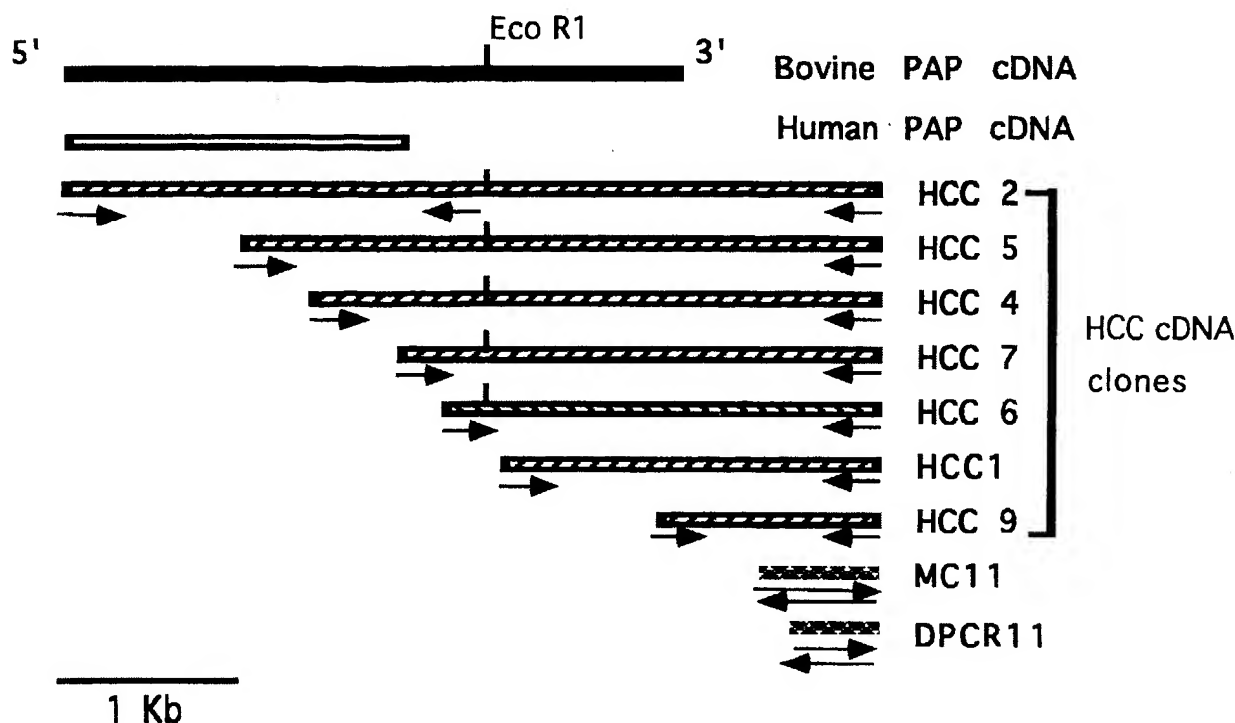 5'
Eco R1
3'
Bovine PAP cDNA
Human PAP cDNA
HCC 2
HCC 5
HCC 4
HCC 7
HCC 6
HCC1
HCC 9
HCC cDNA
clones
MC11
DPCR11
1 Kb